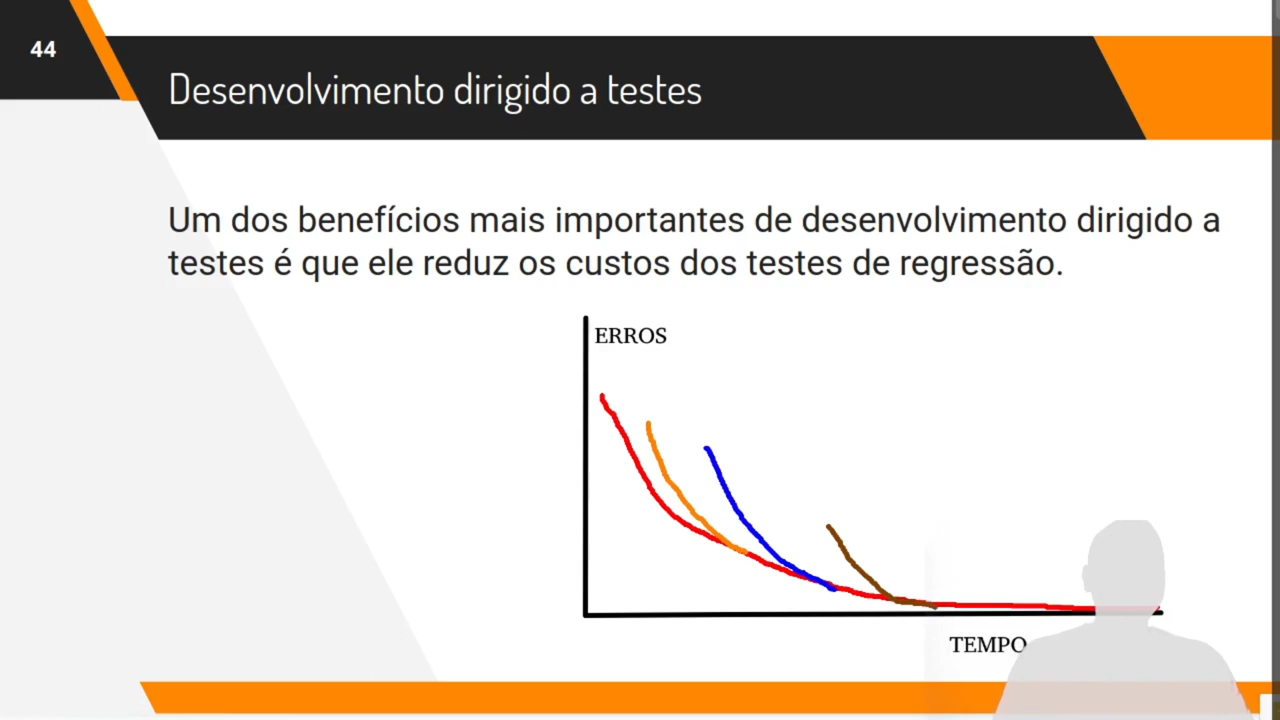 44
Desenvolvimento dirigido a testes
Um dos benefícios mais importantes de desenvolvimento dirigido a
testes é que ele reduz os custos dos testes de regressão.
ERROS
TEMPO